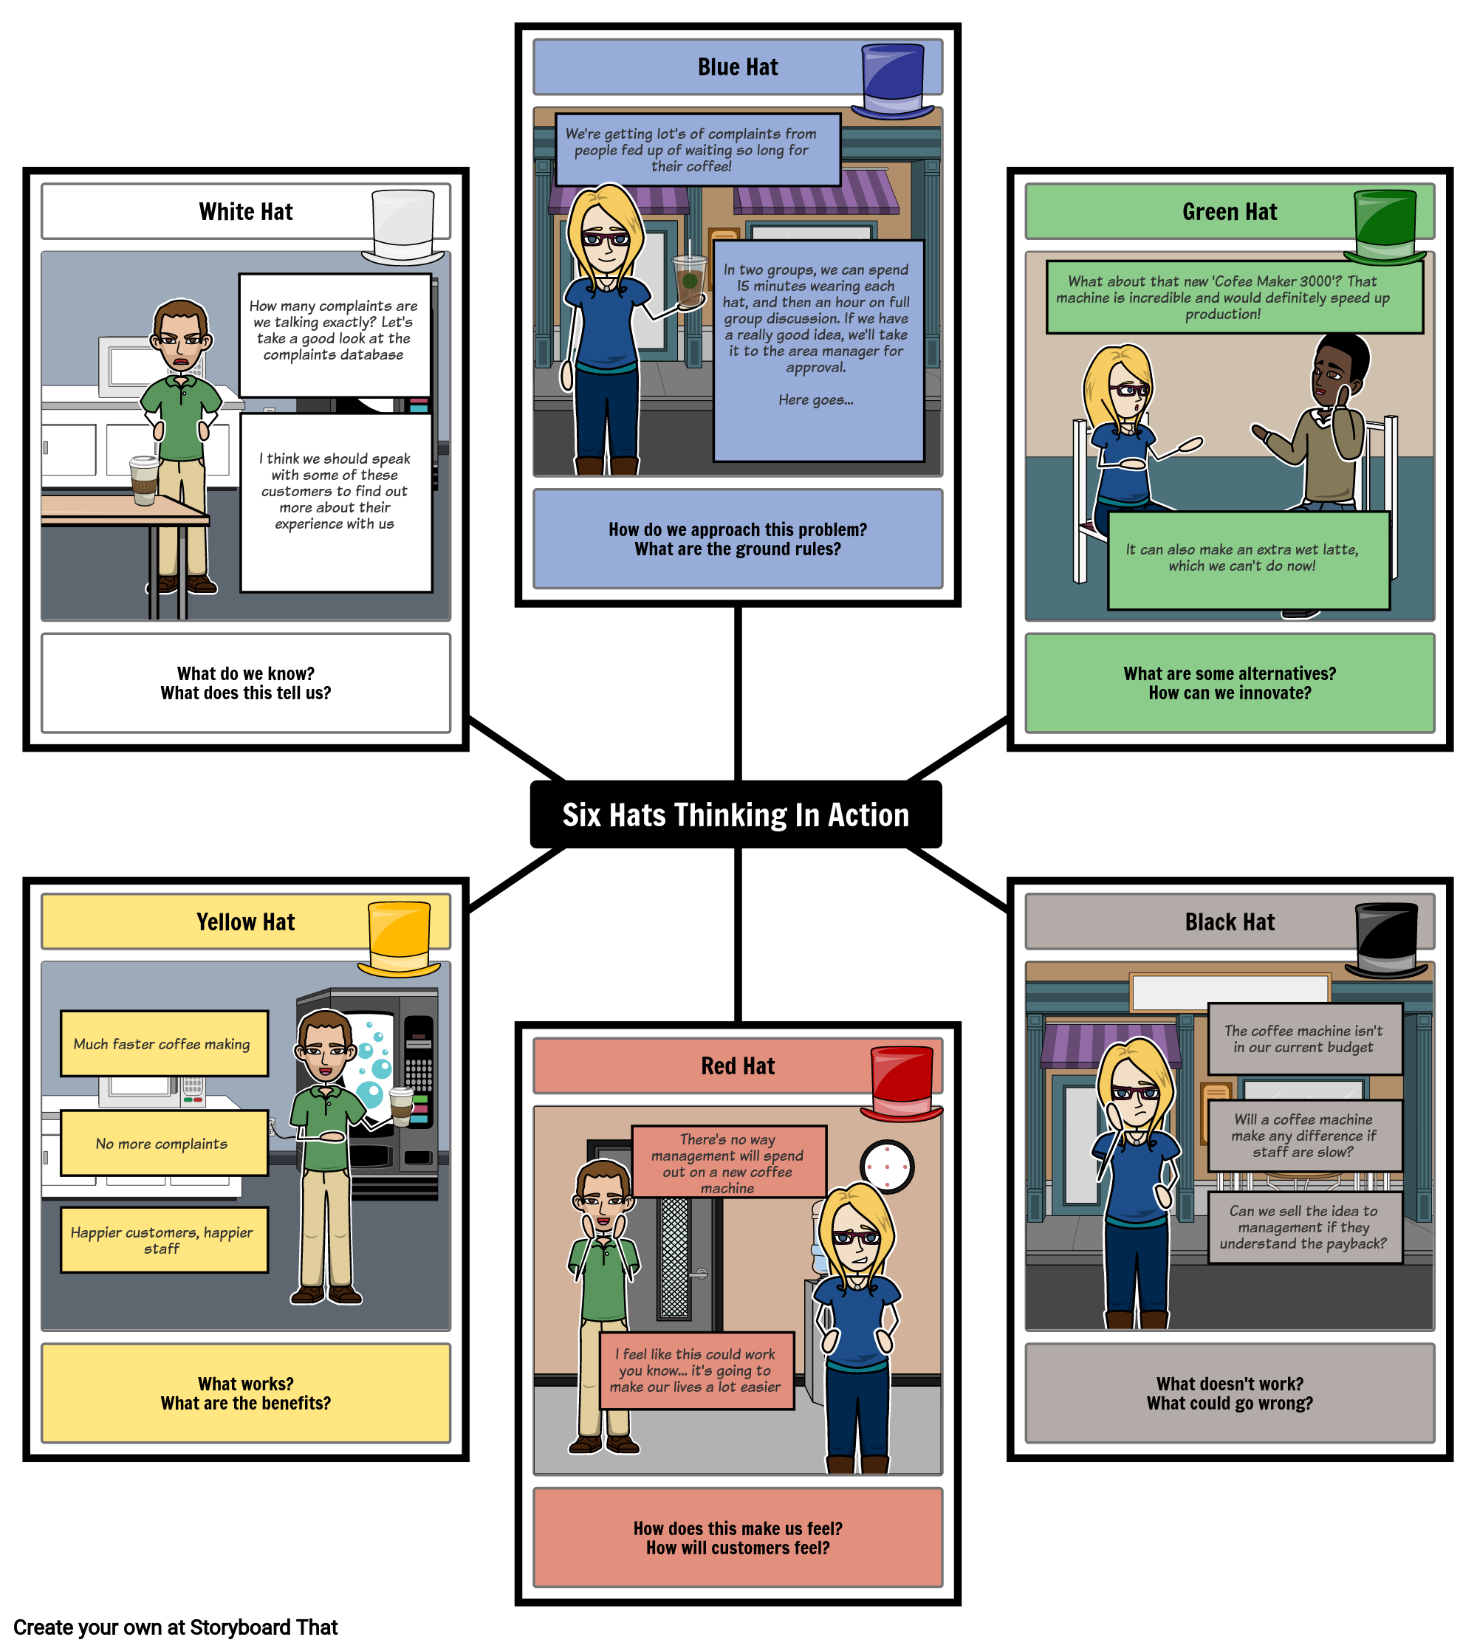 Blue Hat
We're getting lot's of complaints from
people fed up of waiting so long for
their coffee!
In two groups, we can spend
15 minutes wearing each
hat, and then an hour on full
group discussion. If we have
a really good idea, we'll take
it to the area manager for
approval.
Here goes...
How do we approach this problem?
What are the ground rules?
White Hat
How many complaints are
we talking exactly? Let's
take a good look at the
complaints database
I think we should speak
with some of these
customers to find out
more about their
experience with us
What do we know?
What does this tell us?
Green Hat
What about that new 'Cofee Maker 3000'? That
machine is incredible and would definitely speed up
production!
It can also make an extra wet latte,
which we can't do now!
What are some alternatives?
How can we innovate?
Six Hats Thinking In Action
Yellow Hat
Much faster coffee making
No more complaints
Happier customers, happier
staff
What works?
What are the benefits?
Red Hat
There's no way
management will spend
out on a new coffee
machine
I feel like this could work
you know... it's going to
make our lives a lot easier
How does this make us feel?
How will customers feel?
Black Hat
The coffee machine isn't
in our current budget
Will a coffee machine
make any difference if
staff are slow?
Can we sell the idea to
management if they
understand the payback?
What doesn't work?
What could go wrong?
Create your own at Storyboard That